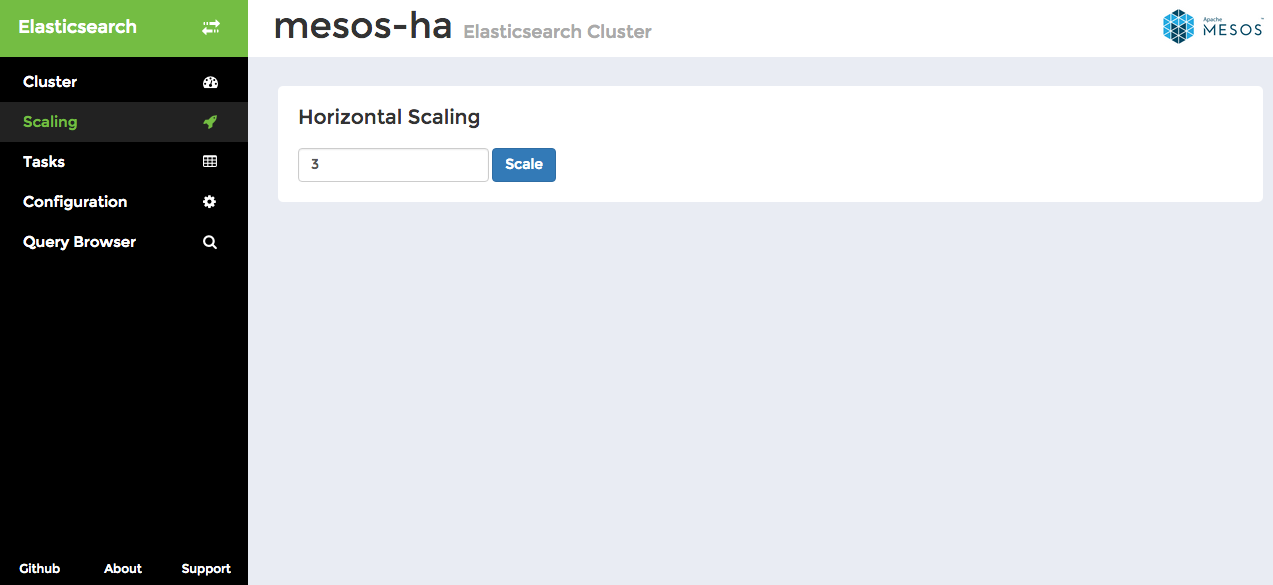 Elasticsearch
mesos-ha Elasticsearch Cluster
Apache
MESOS™
Cluster
Scaling
Tasks
Configuration
Query Browser
Horizontal Scaling
3 Scale
Github About Support